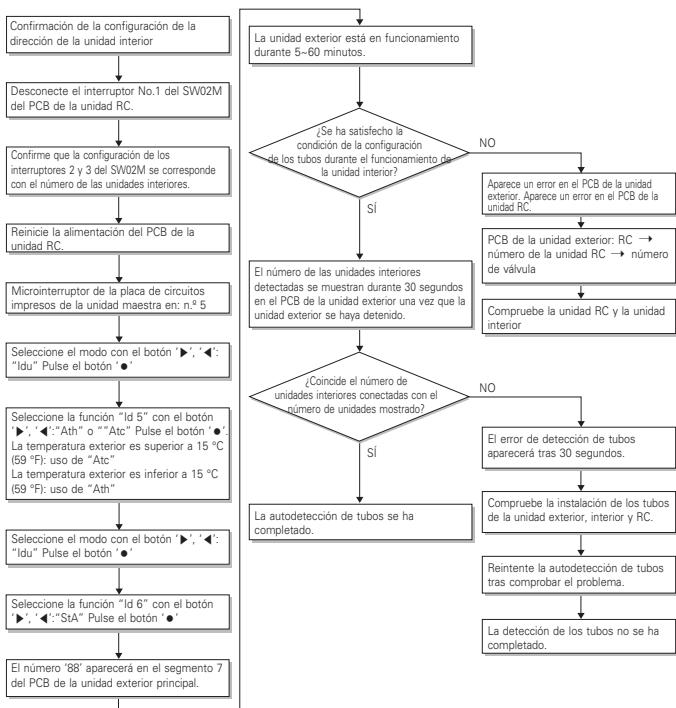 Confirmación de la configuración de la
dirección de la unidad interior
Desconecte el interruptor No.1 del SW02M
del PCB de la unidad RC.
Confirme que la configuración de los
interruptores 2 y 3 del SW02M se corresponde
con el número de las unidades interiores.
Reinicie la alimentación del PCB de la
unidad RC.
Microinterruptor de la placa de circuitos
impresos de la unidad maestra en: n.º 5
Seleccione el modo con el botón ‘▶’, ‘◀’:
“Idu” Pulse el botón ‘●’
Seleccione la función “Id 5” con el botón
‘▶’, ‘◀’:“Ath” o ““Atc” Pulse el botón ‘●’.
La temperatura exterior es superior a 15 °C
(59 °F): uso de “Atc”
La temperatura exterior es inferior a 15 °C
(59 °F): uso de “Ath”
Seleccione el modo con el botón ‘▶’, ‘◀’:
“Idu” Pulse el botón ‘●’
Seleccione la función “Id 6” con el botón
‘▶’, ‘◀’:“StA” Pulse el botón ‘●’
El número ‘88’ aparecerá en el segmento 7
del PCB de la unidad exterior principal.
La unidad exterior está en funcionamiento
durante 5~60 minutos.
¿Se ha satisfecho la
condición de la configuración
de los tubos durante el funcionamiento de
la unidad interior?
NO
SÍ
Aparece un error en el PCB de la unidad
exterior. Aparece un error en el PCB de la
unidad RC.
PCB de la unidad exterior: RC →
número de la unidad RC → número
de válvula
Compruebe la unidad RC y la unidad
interior
El número de las unidades interiores
detectadas se muestran durante 30 segundos
en el PCB de la unidad exterior una vez que la
unidad exterior se haya detenido.
¿Coincide el número de
unidades interiores conectadas con el
número de unidades mostrado?
NO
SÍ
El error de detección de tubos
aparecerá tras 30 segundos.
Compruebe la instalación de los tubos
de la unidad exterior, interior y RC.
Reintente la autodetección de tubos
tras comprobar el problema.
La detección de los tubos no se ha
completado.
La autodetección de tubos se ha
completado.